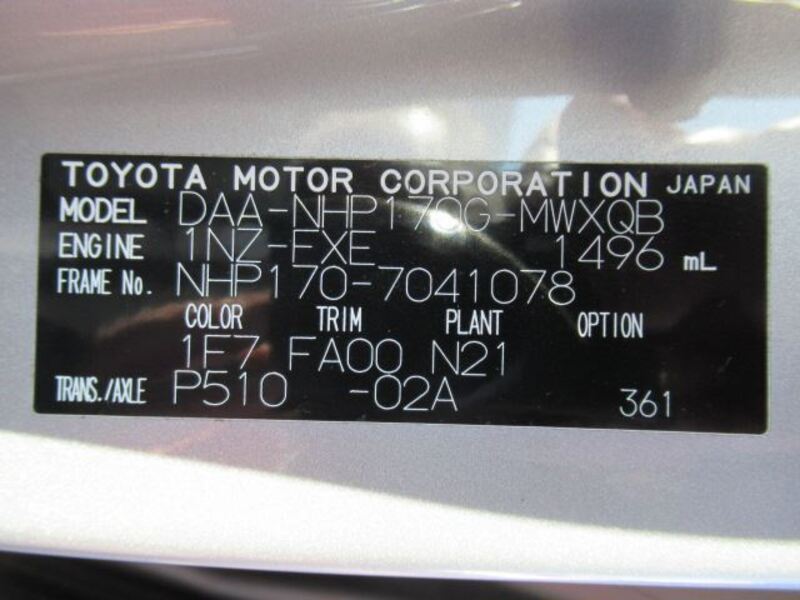 TOYOTA MOTOR CORPORATION JAPAN
MODEL DAA-NHP170G-MWXQB
ENGINE 1NZ-FXE 1496 mL
FRAME No. NHP170-7041078
COLOR TRIM PLANT OPTION
1F7 FA00 N21
TRANS./AXLE P510 -02A 361